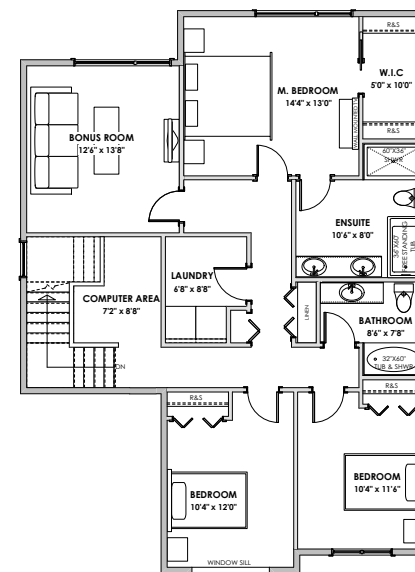 R&S
W.I.C
5'0" x 10'0"
M. BEDROOM
14'4" x 13'0"
R&S
BONUS ROOM
12'6" x 13'8"
60"X36"
SHWR
ENSUITE
10'6" x 8'0"
36"X60"
FREE STANDING
TUB
LAUNDRY
6'8" x 8'8"
COMPUTER AREA
7'2" x 8'8"
LINEN
BATHROOM
8'6" x 7'8"
32"X60"
TUB & SHWR
DN
R&S
R&S
BEDROOM
10'4" x 11'6"
BEDROOM
10'4" x 12'0"
WINDOW SILL